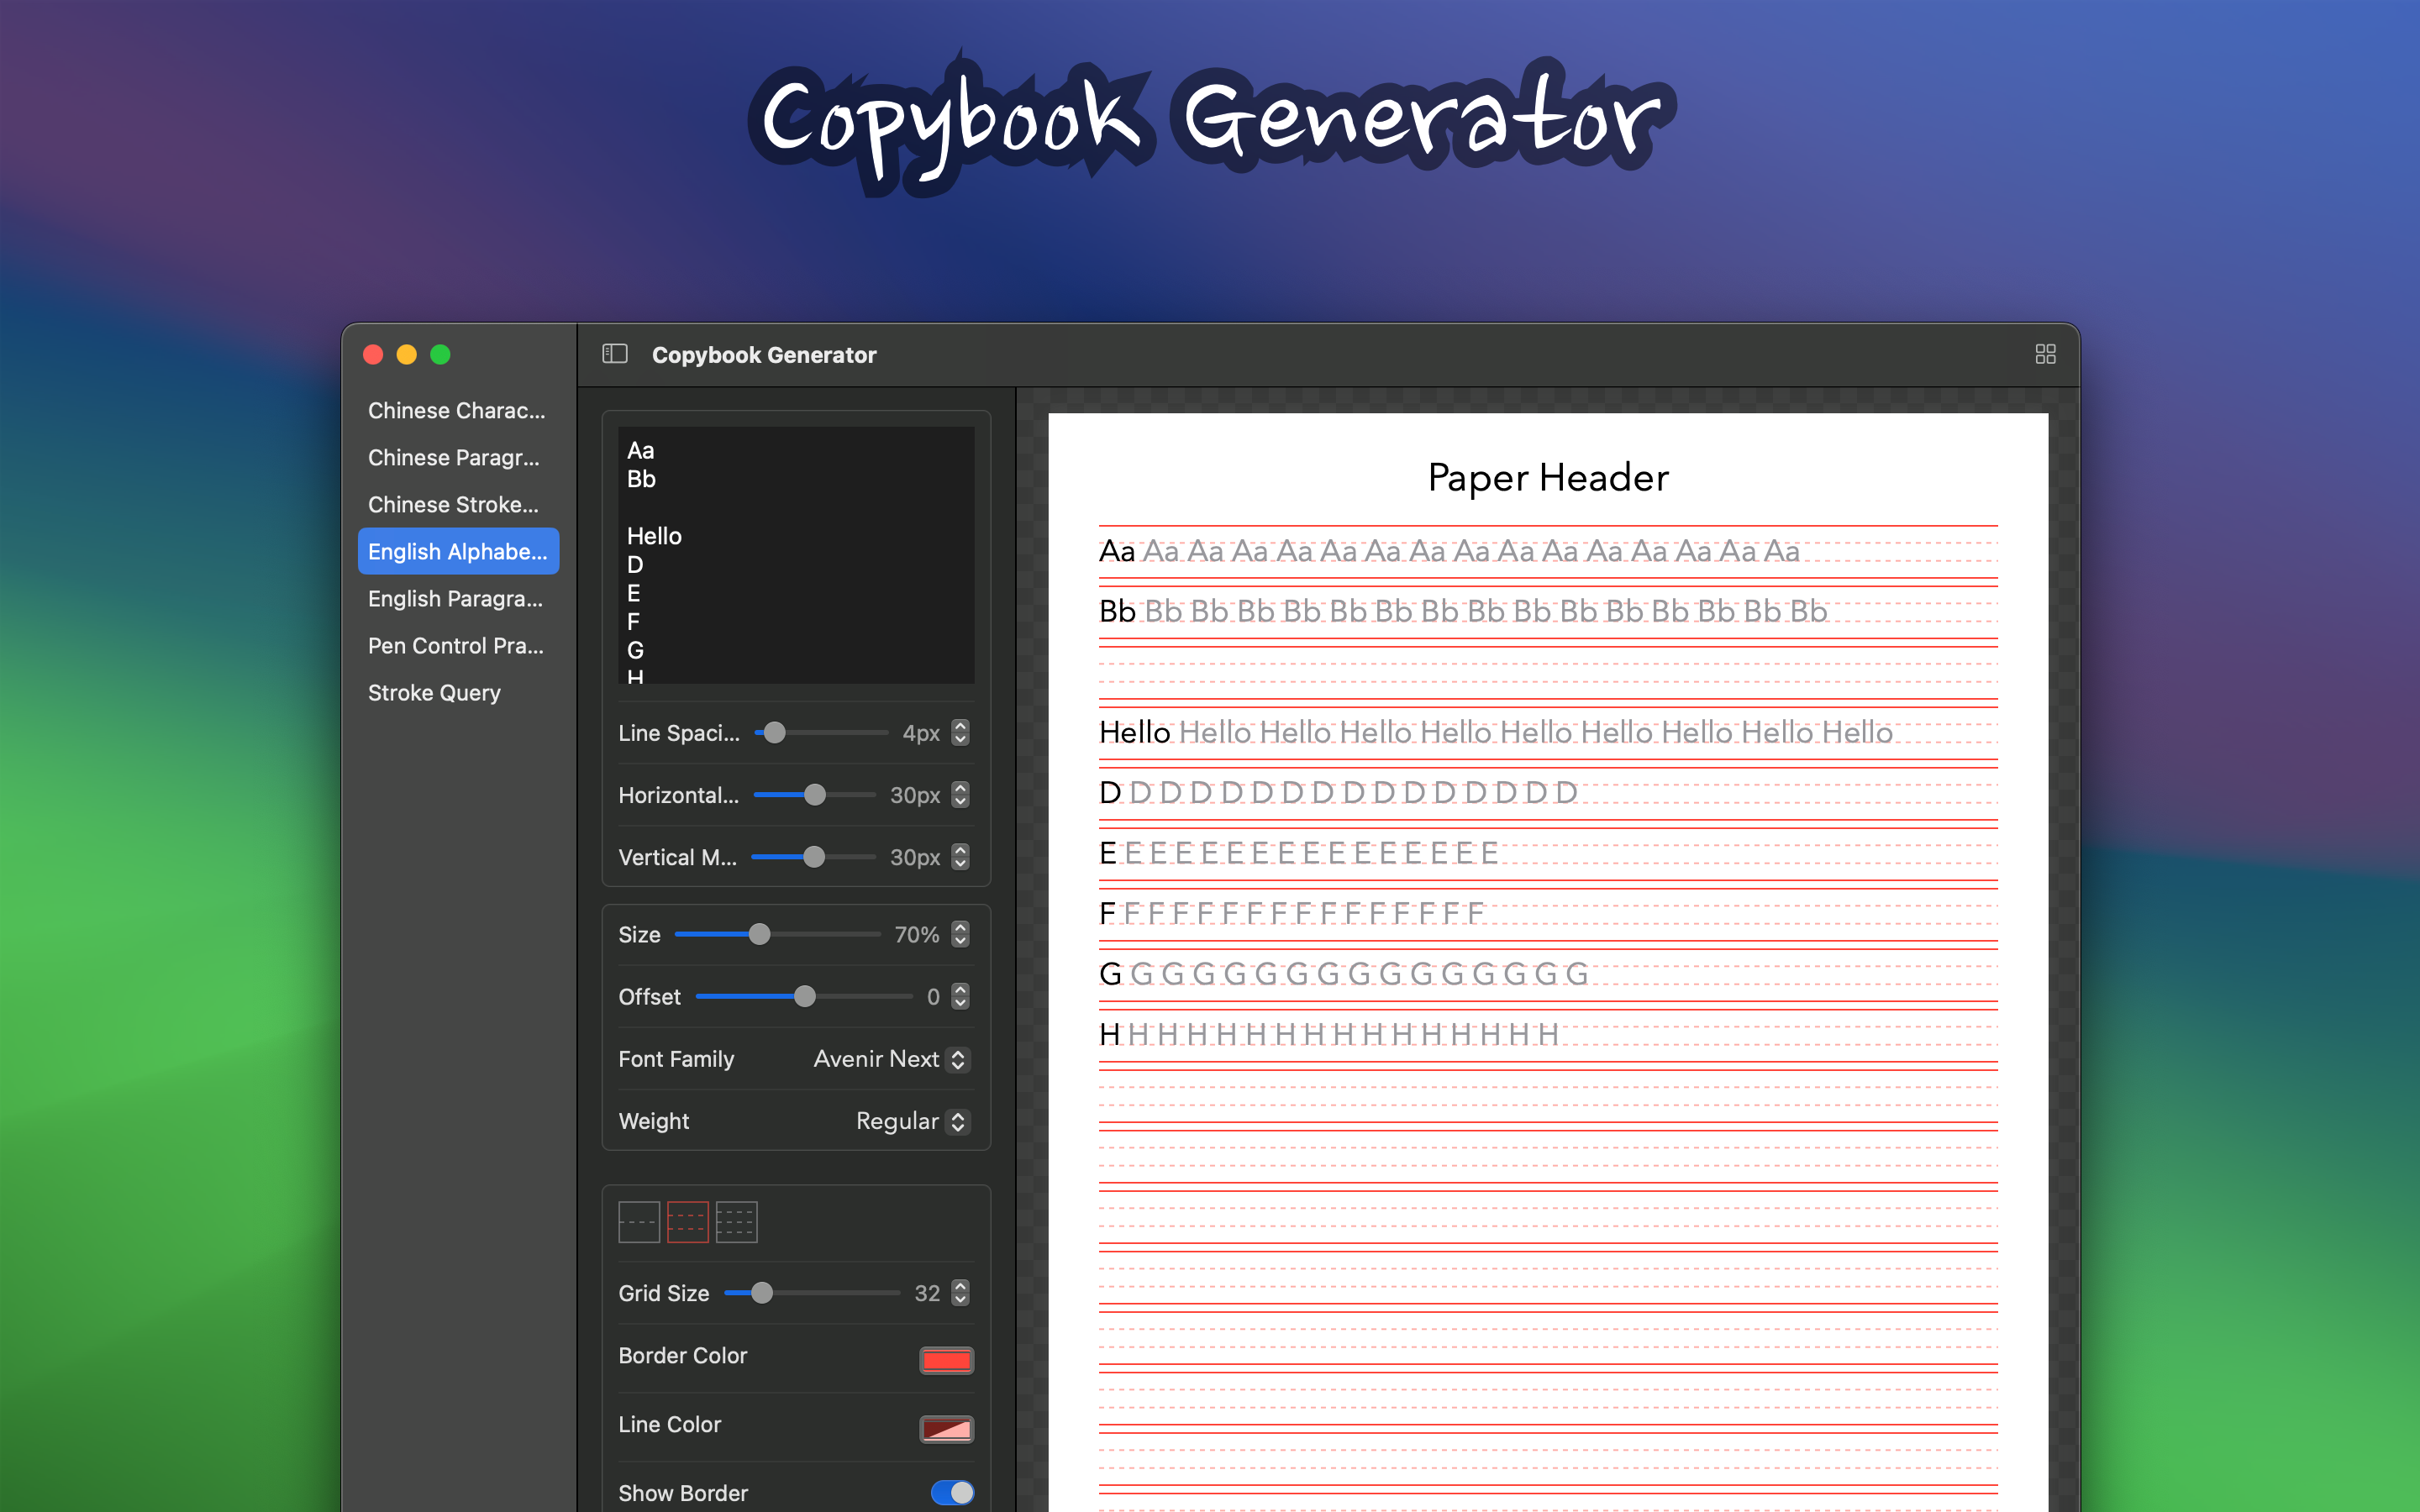 Copybook Generator
Copybook Generator
Chinese Charac...
Chinese Paragr...
Chinese Stroke...
English Alphabe...
English Paragra...
Pen Control Pra...
Stroke Query
Aa
Bb
Hello
D
E
F
G
H
Line Spaci... 4px
Horizontal... 30px
Vertical M... 30px
Size 70%
Offset 0
Font Family Avenir Next
Weight Regular
Grid Size 32
Border Color
Line Color
Show Border
Paper Header
Aa Aa Aa Aa Aa Aa Aa Aa Aa Aa Aa Aa Aa Aa Aa Aa
Bb Bb Bb Bb Bb Bb Bb Bb Bb Bb Bb Bb Bb Bb Bb Bb
Hello Hello Hello Hello Hello Hello Hello Hello Hello Hello
D D D D D D D D D D D D D D D D
E E E E E E E E E E E E E E E E
F F F F F F F F F F F F F F F F
G G G G G G G G G G G G G G G G
H H H H H H H H H H H H H H H H